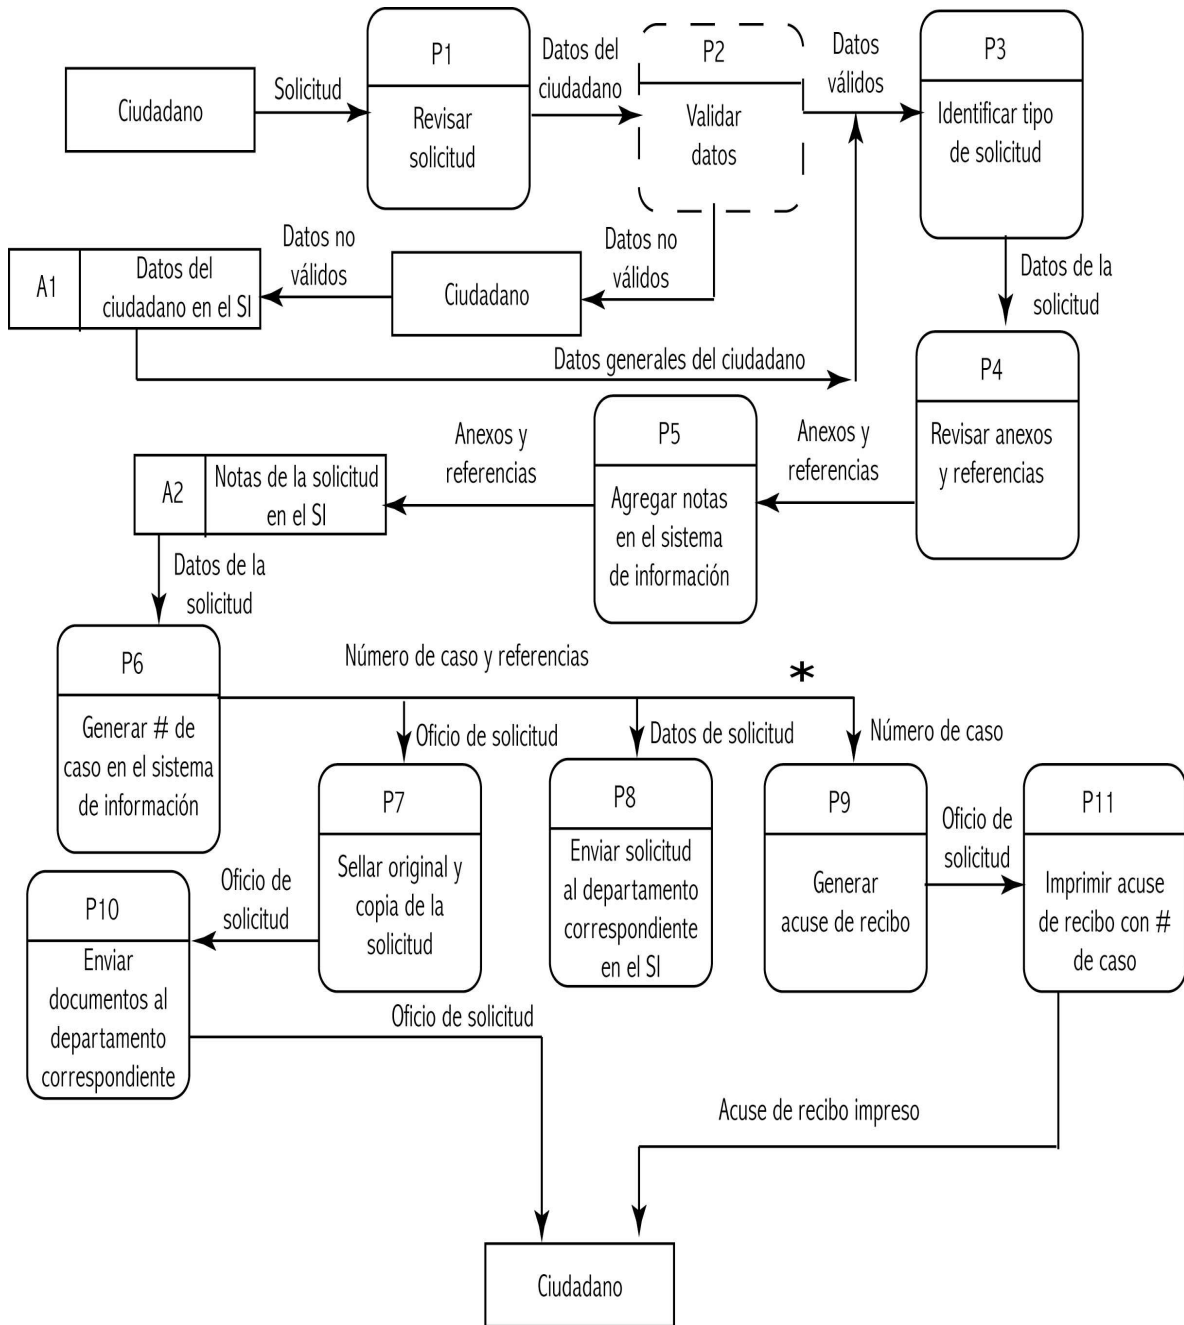 P1
Datos del
ciudadano
P2
Datos
válidos
P3
Ciudadano
Solicitud
Revisar
solicitud
Validar
datos
Identificar tipo
de solicitud
A1
Datos del
ciudadano en el SI
Datos no
válidos
Ciudadano
Datos no
válidos
Datos de la
solicitud
Datos generales del ciudadano
P4
Revisar anexos
y referencias
Anexos y
referencias
P5
Agregar notas
en el sistema
de información
Anexos y
referencias
A2
Notas de la solicitud
en el SI
Datos de la
solicitud
P6
Generar # de
caso en el sistema
de información
Número de caso y referencias
*
Oficio de solicitud
Datos de solicitud
Número de caso
P7
Sellar original y
copia de la
solicitud
P8
Enviar solicitud
al departamento
correspondiente
en el SI
P9
Generar
acuse de recibo
Oficio de
solicitud
P11
Imprimir acuse
de recibo con #
de caso
Oficio de
solicitud
P10
Enviar
documentos al
departamento
correspondiente
Oficio de solicitud
Acuse de recibo impreso
Ciudadano